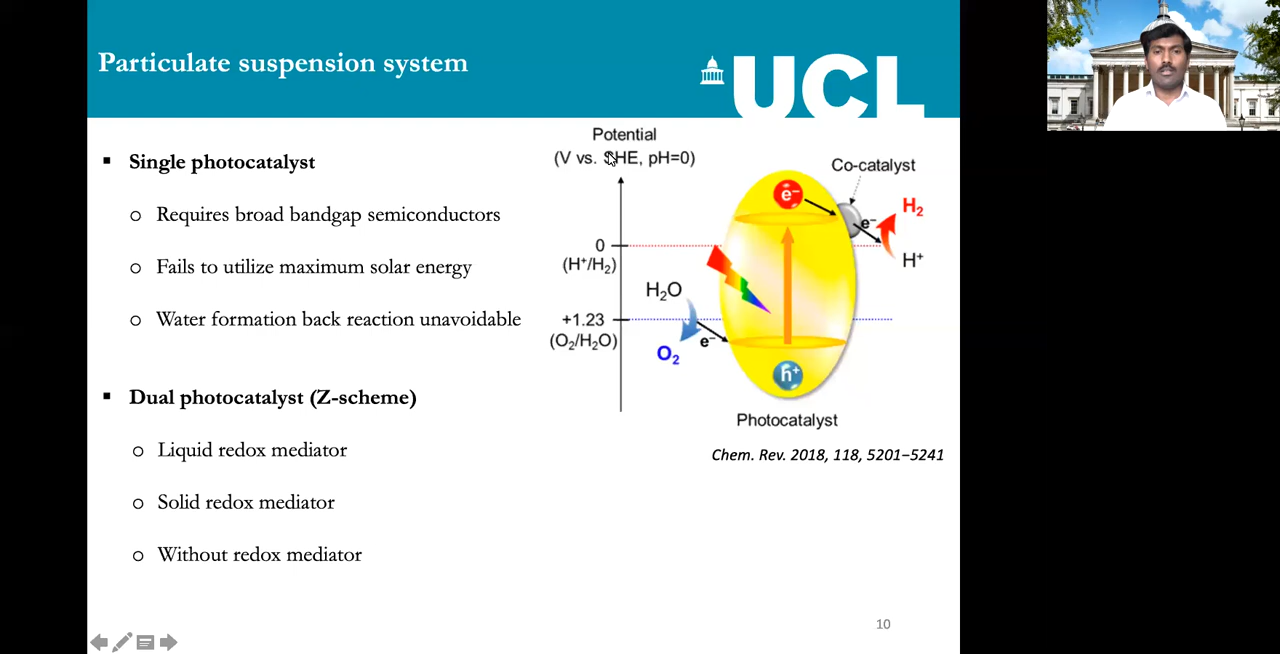 Particulate suspension system
UCL
▪ Single photocatalyst
o Requires broad bandgap semiconductors
o Fails to utilize maximum solar energy
o Water formation back reaction unavoidable
▪ Dual photocatalyst (Z-scheme)
o Liquid redox mediator
o Solid redox mediator
o Without redox mediator
Potential
(V vs. SHE, pH=0)
Co-catalyst
e⁻
e⁻
H₂
H⁺
0
(H⁺/H₂)
H₂O
+1.23
(O₂/H₂O)
O₂
e⁻
h⁺
Photocatalyst
Chem. Rev. 2018, 118, 5201−5241
10